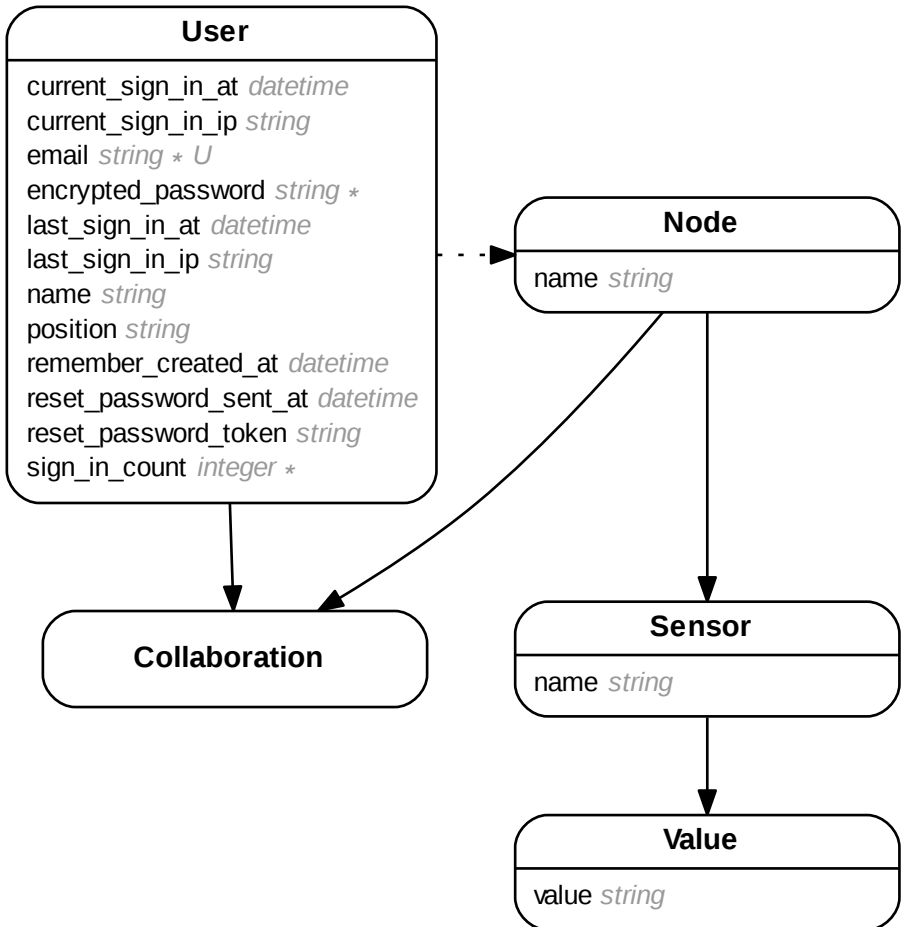 User
current_sign_in_at datetime
current_sign_in_ip string
email string * U
encrypted_password string *
last_sign_in_at datetime
last_sign_in_ip string
name string
position string
remember_created_at datetime
reset_password_sent_at datetime
reset_password_token string
sign_in_count integer *
Node
name string
Collaboration
Sensor
name string
Value
value string